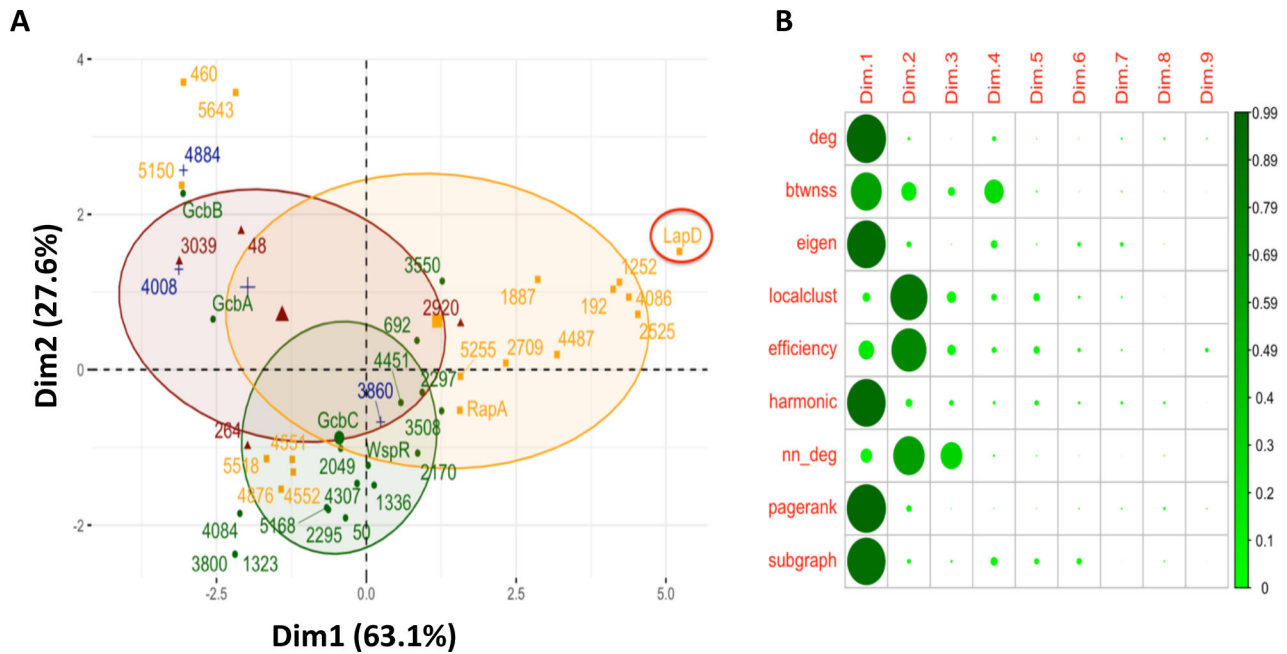 A
B
Dim2 (27.6%)
4
2
0
-2
460
5643
4884
5150
GcbB
3039
48
4008
GcbA
LapD
3550
1252
1887
192
4086
2920
2525
692
4487
2709
5255
4451
2297
3860
RapA
GcbC
264
3508
4551
WspR
5518
2049
2170
4876
4552
4307
1336
4084
5168
2295
50
3800
1323
-2.5
0.0
2.5
5.0
Dim1 (63.1%)
Dim.1
Dim.2
Dim.3
Dim.4
Dim.5
Dim.6
Dim.7
Dim.8
Dim.9
deg
btwnss
eigen
localclust
efficiency
harmonic
nn_deg
pagerank
subgraph
0.99
0.89
0.79
0.69
0.59
0.49
0.4
0.3
0.2
0.1
0